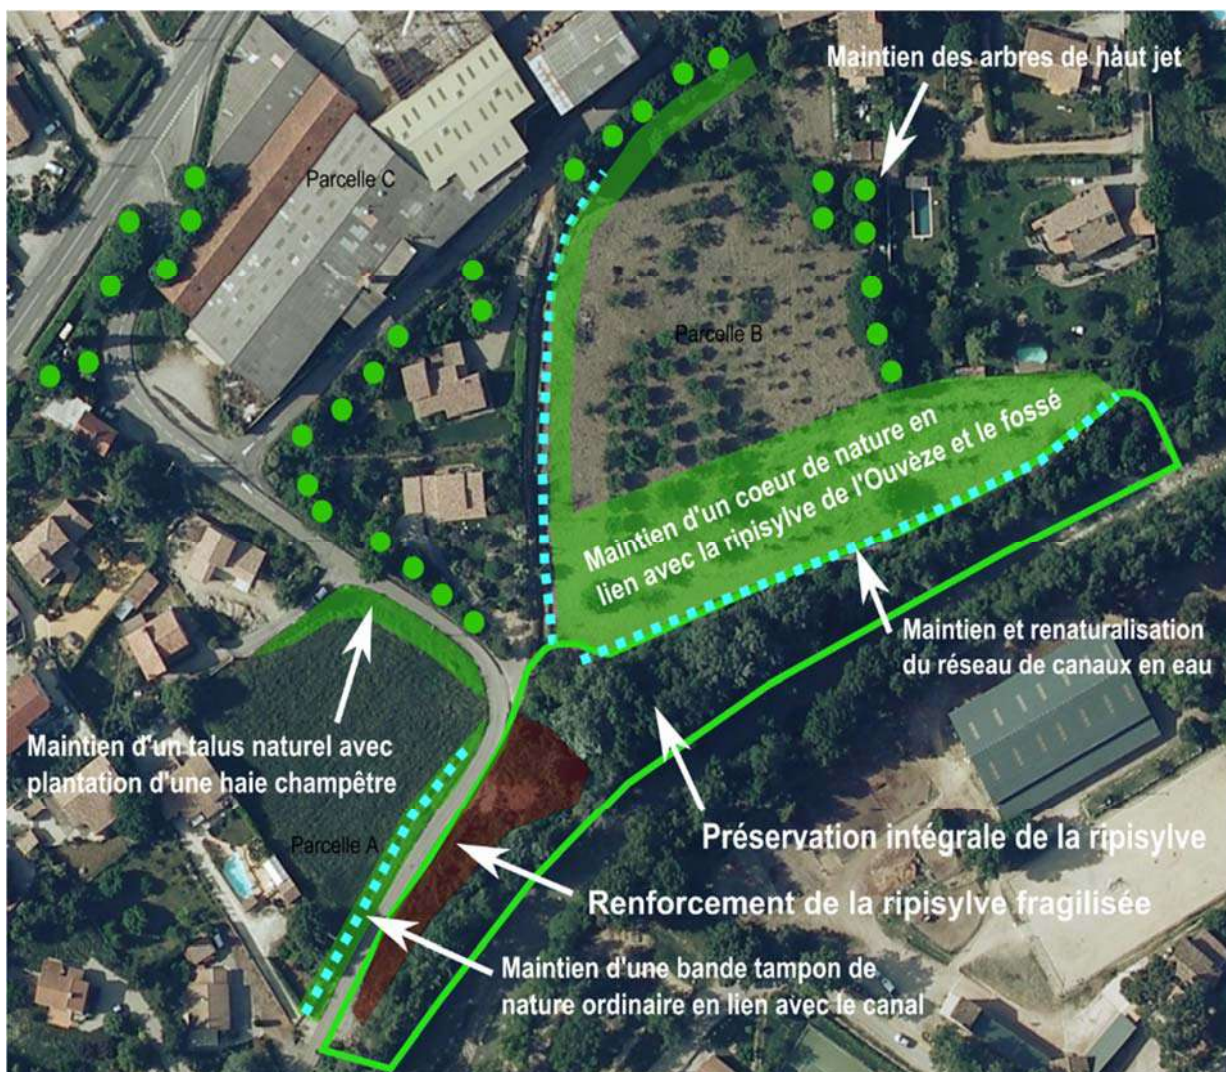 Maintien des arbres de haut jet
Parcelle C
Parcelle B
Maintien d'un coeur de nature en
lien avec la ripisylve de l'Ouvèze et le fossé
Maintien et renaturalisation
du réseau de canaux en eau
Maintien d'un talus naturel avec
plantation d'une haie champêtre
Parcelle A
Préservation intégrale de la ripisylve
Renforcement de la ripisylve fragilisée
Maintien d'une bande tampon de
nature ordinaire en lien avec le canal